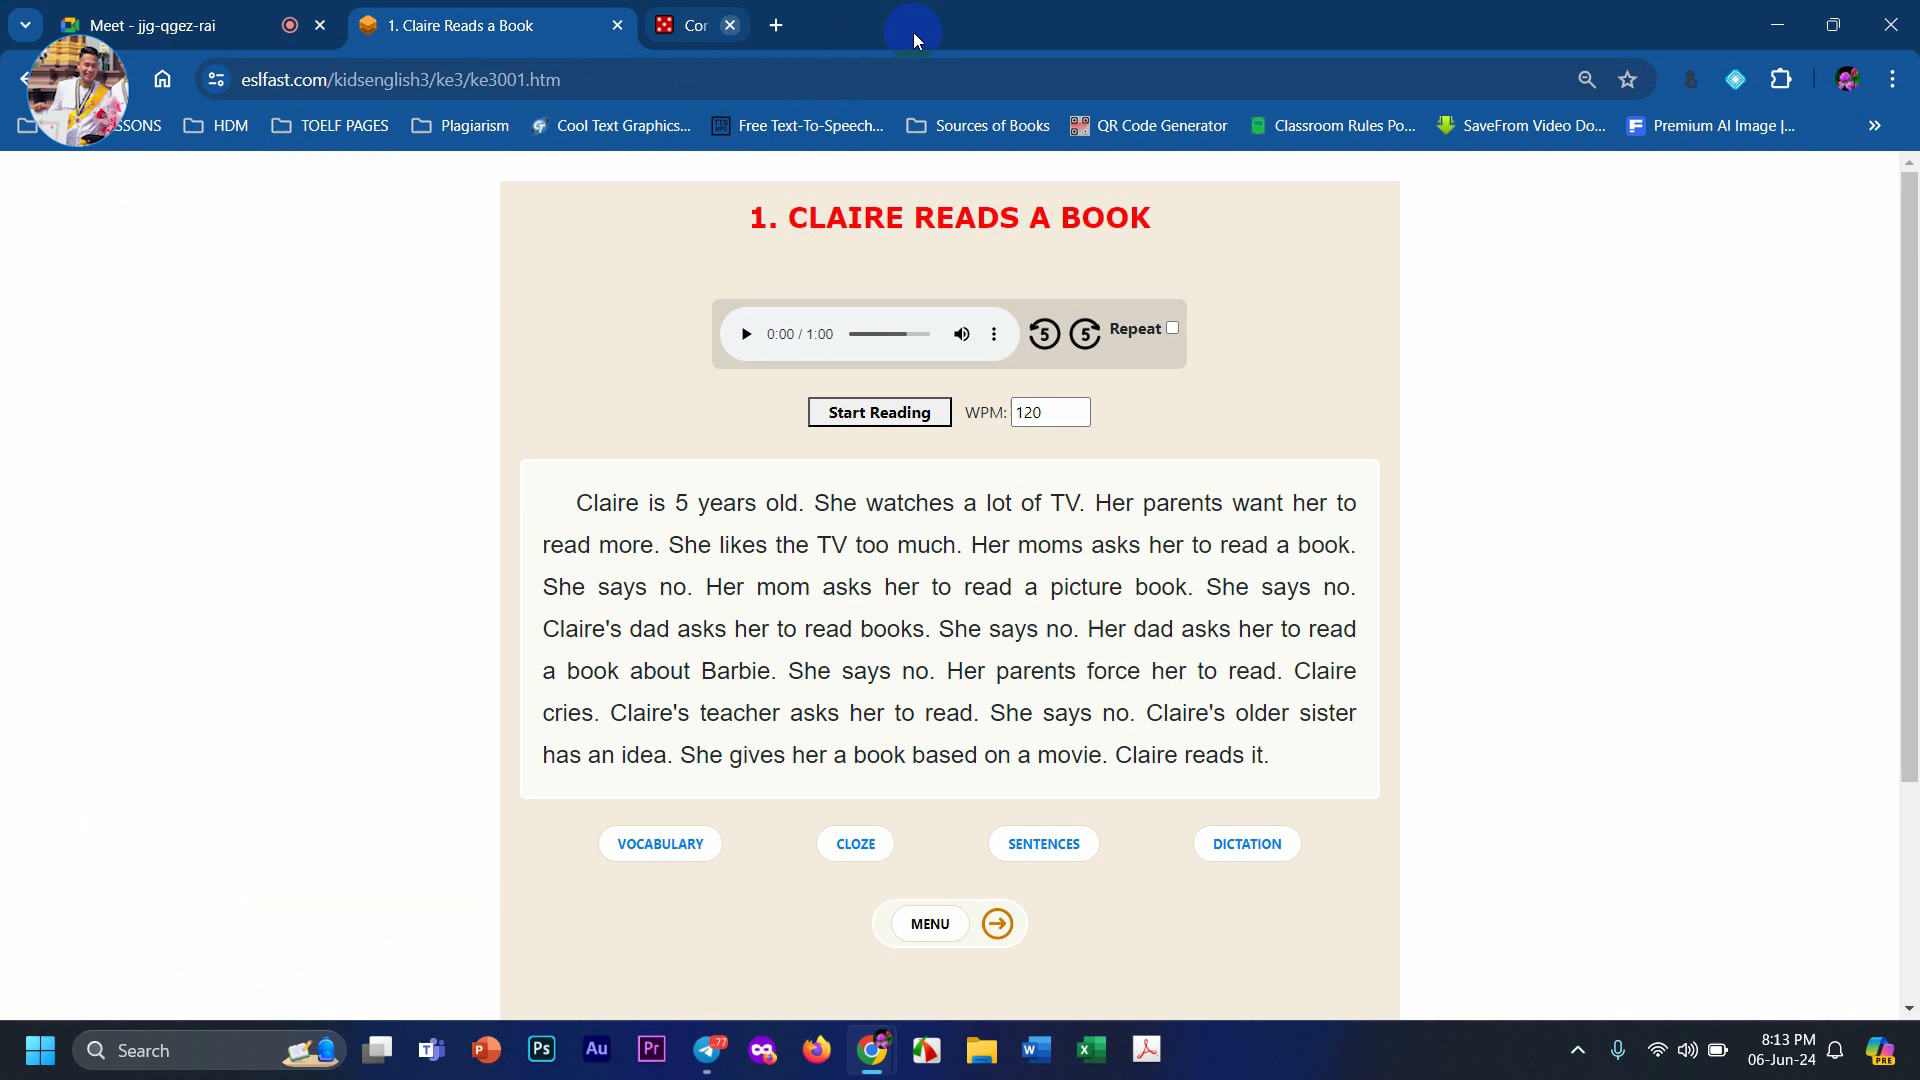 Meet - jjg-qgez-rai
1. Claire Reads a Book
Cor
eslfast.com/kidsenglish3/ke3/ke3001.htm
SSONS
HDM
TOELF PAGES
Plagiarism
Cool Text Graphics...
Free Text-To-Speech...
Sources of Books
QR Code Generator
Classroom Rules Po...
SaveFrom Video Do...
Premium AI Image |...
1. CLAIRE READS A BOOK
0:00 / 1:00
5
5
Repeat
Start Reading
WPM: 120
Claire is 5 years old. She watches a lot of TV. Her parents want her to
read more. She likes the TV too much. Her moms asks her to read a book.
She says no. Her mom asks her to read a picture book. She says no.
Claire's dad asks her to read books. She says no. Her dad asks her to read
a book about Barbie. She says no. Her parents force her to read. Claire
cries. Claire's teacher asks her to read. She says no. Claire's older sister
has an idea. She gives her a book based on a movie. Claire reads it.
VOCABULARY
CLOZE
SENTENCES
DICTATION
MENU
Search
Ps
Au
Pr
77
8:13 PM
06-Jun-24
PRE